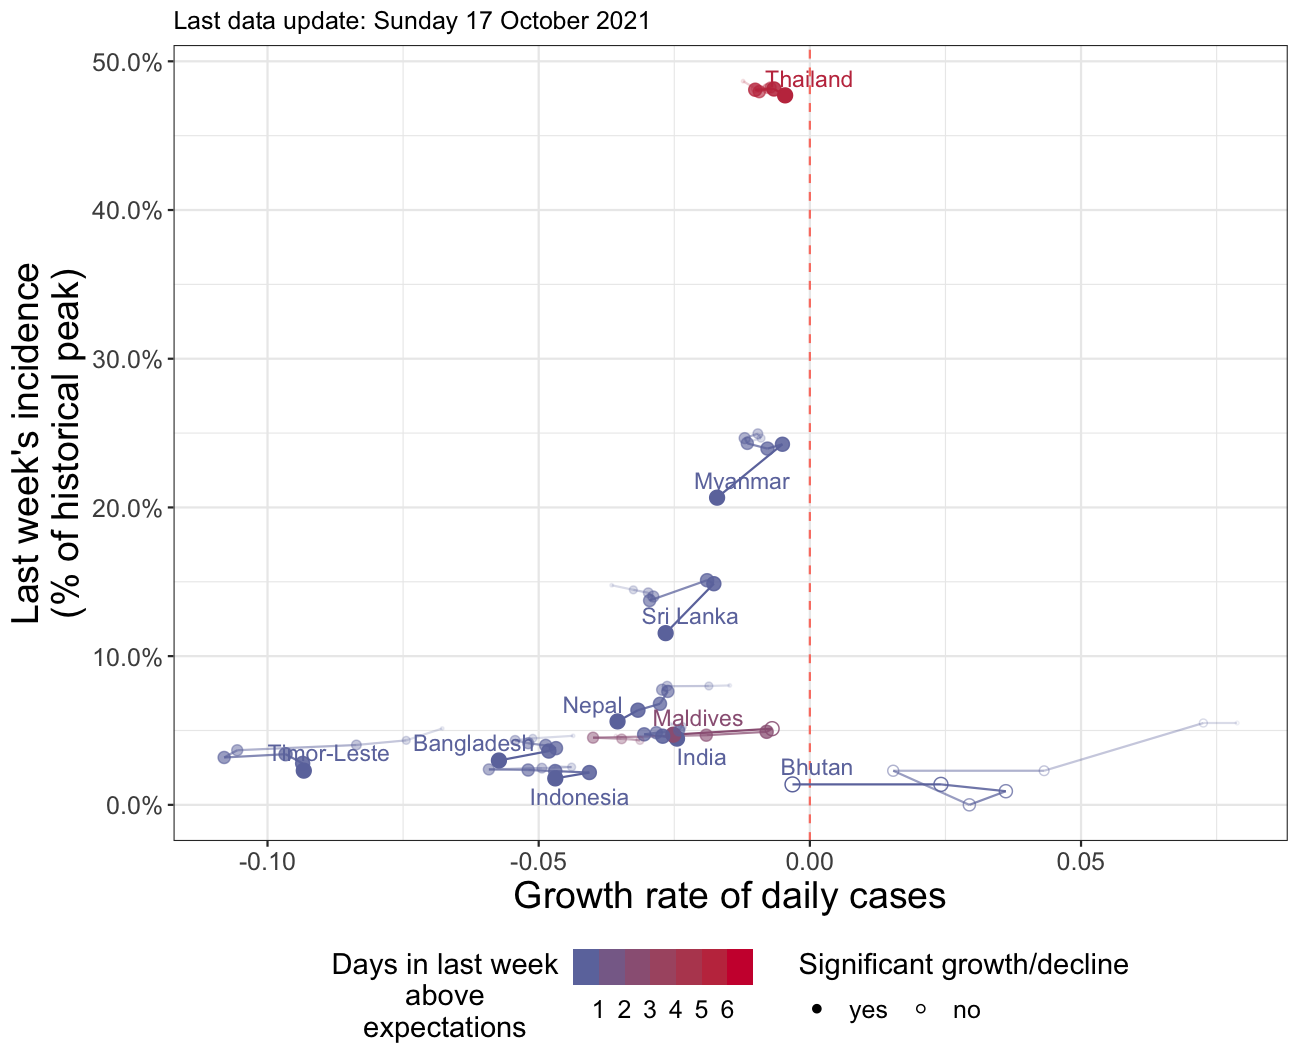 Last data update: Sunday 17 October 2021
Last week's incidence
(% of historical peak)
50.0%
40.0%
30.0%
20.0%
10.0%
0.0%
Thailand
Myanmar
Sri Lanka
Nepal
Maldives
Bangladesh
Timor-Leste
India
Bhutan
Indonesia
-0.10
-0.05
0.00
0.05
Growth rate of daily cases
Days in last week
above
expectations
1 2 3 4 5 6
Significant growth/decline
yes
no